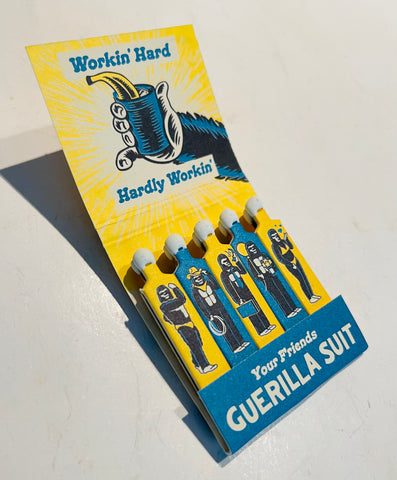 Workin' Hard
Hardly Workin'
Your Friends
GUERILLA SUIT